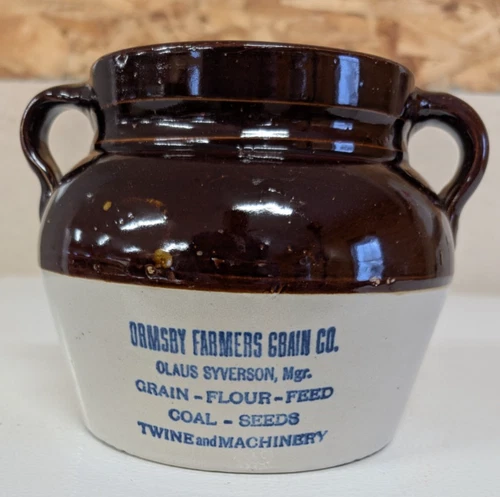 ORMSBY FARMERS GRAIN CO.
OLAUS SYVERSON, Mgr.
GRAIN - FLOUR - FEED
COAL - SEEDS
TWINE and MACHINERY